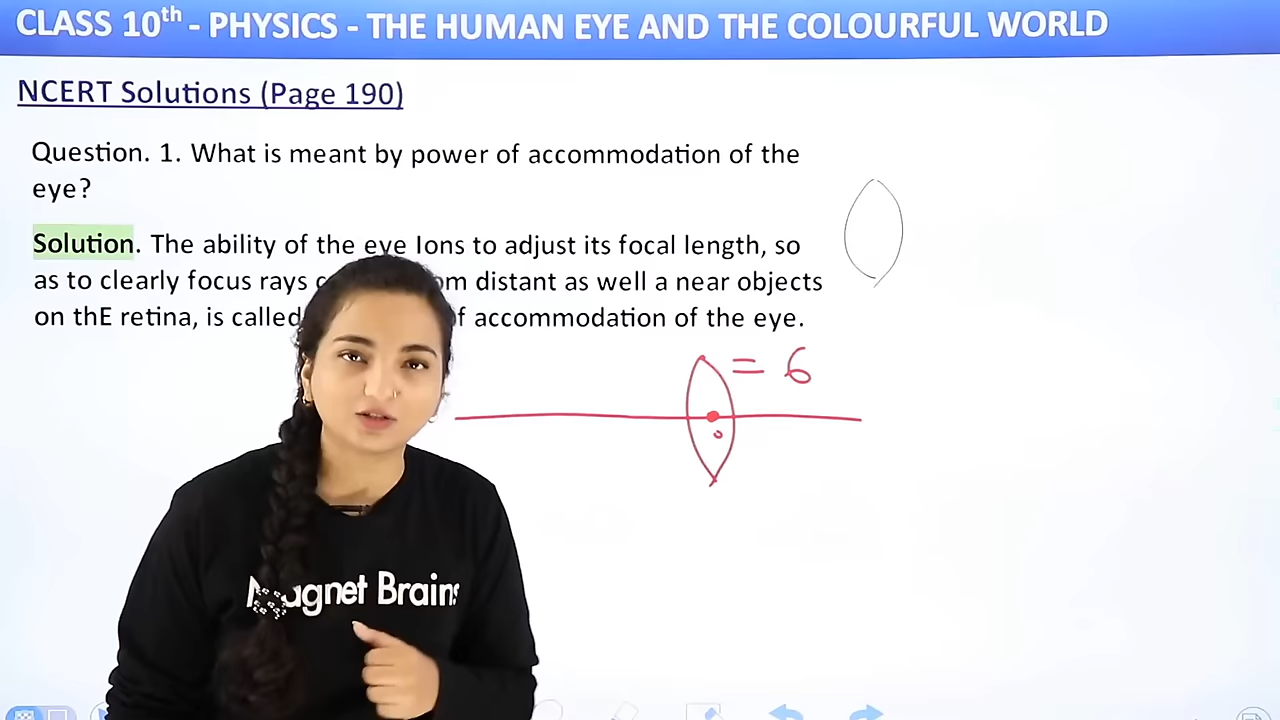 CLASS 10th - PHYSICS - THE HUMAN EYE AND THE COLOURFUL WORLD
NCERT Solutions (Page 190)
Question. 1. What is meant by power of accommodation of the
eye?
Solution. The ability of the eye Ions to adjust its focal length, so
as to clearly focus rays distant as well a near objects
on thE retina, is called accommodation of the eye.
= 6
Magnet Brains